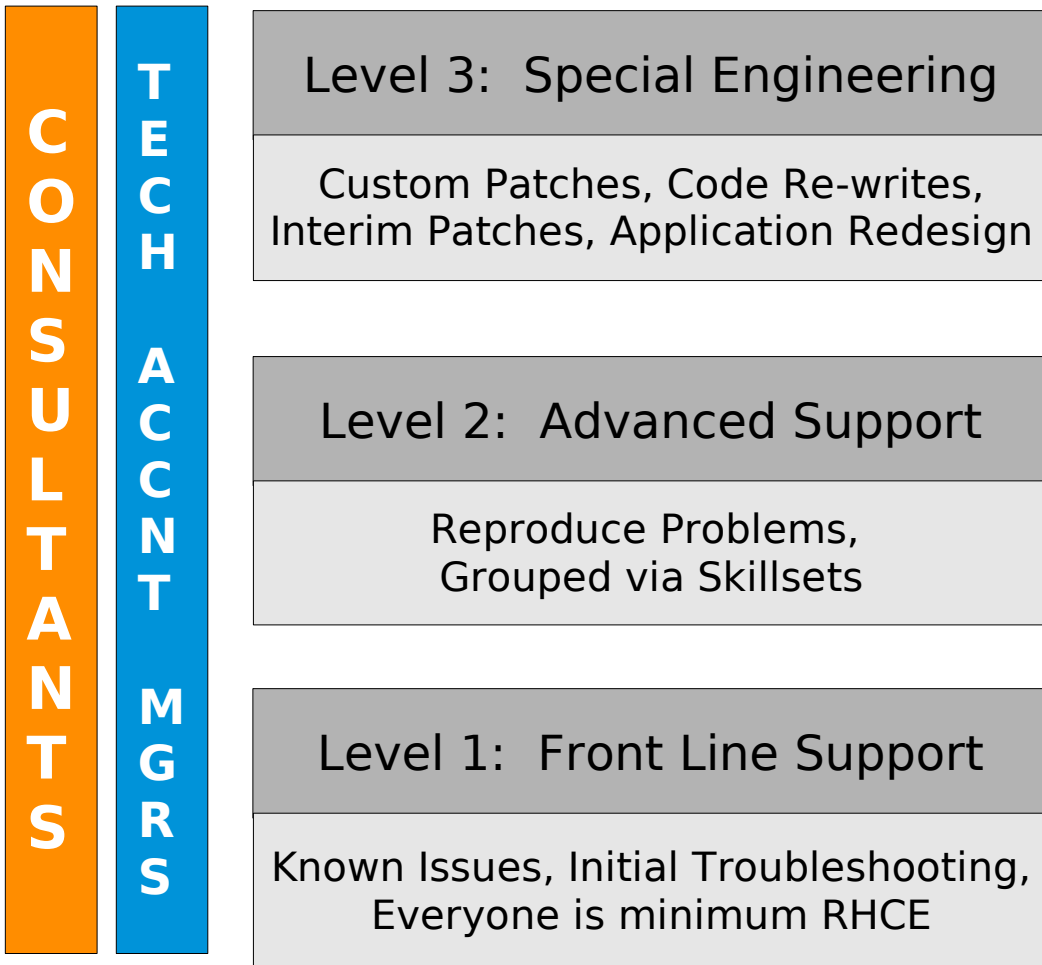 CONSULTANTS
TECH ACCNT MGRS
Level 3:  Special Engineering
Custom Patches, Code Re-writes,
Interim Patches, Application Redesign
Level 2:  Advanced Support
Reproduce Problems,
Grouped via Skillsets
Level 1:  Front Line Support
Known Issues, Initial Troubleshooting,
Everyone is minimum RHCE